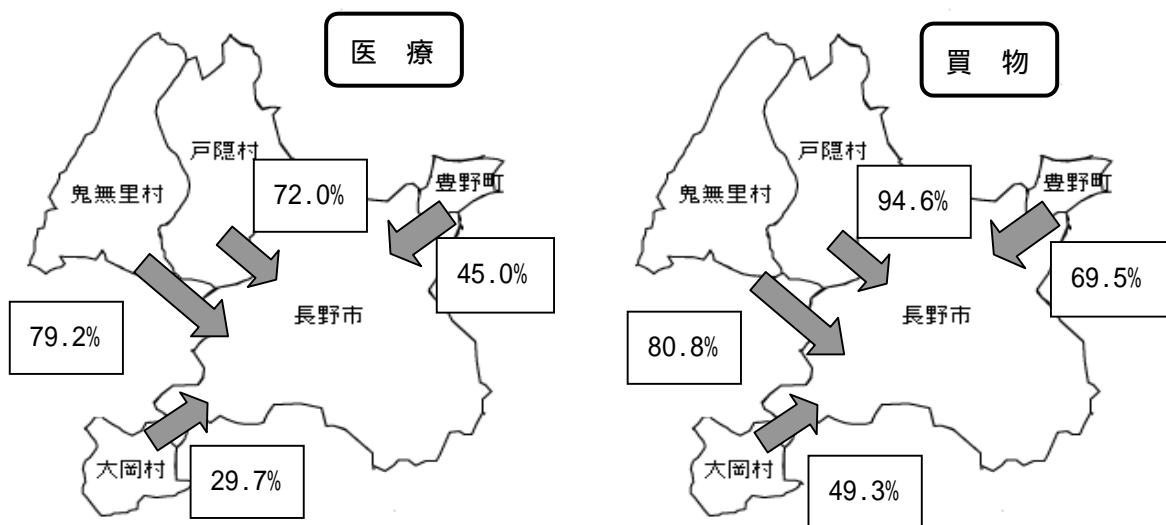 医 療
戸隠村
鬼無里村
豊野町
72.0%
45.0%
長野市
79.2%
大岡村
29.7%
買 物
戸隠村
鬼無里村
豊野町
94.6%
69.5%
長野市
80.8%
大岡村
49.3%